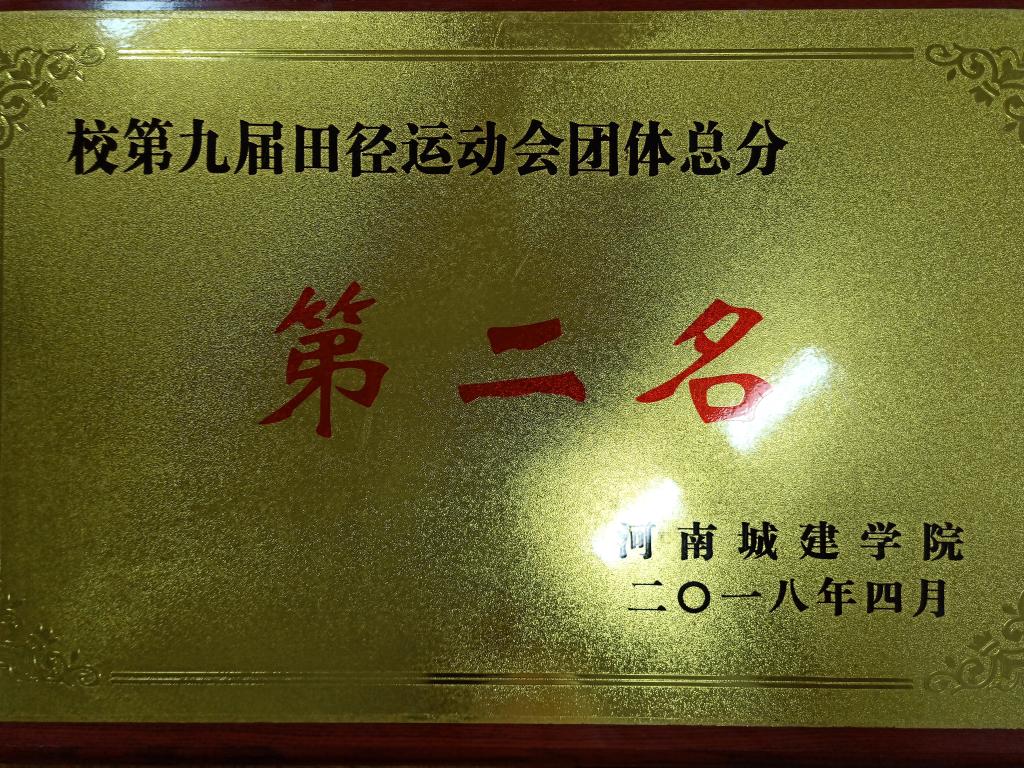 校第九届田径运动会团体总分
第二名
河南城建学院
二〇一八年四月